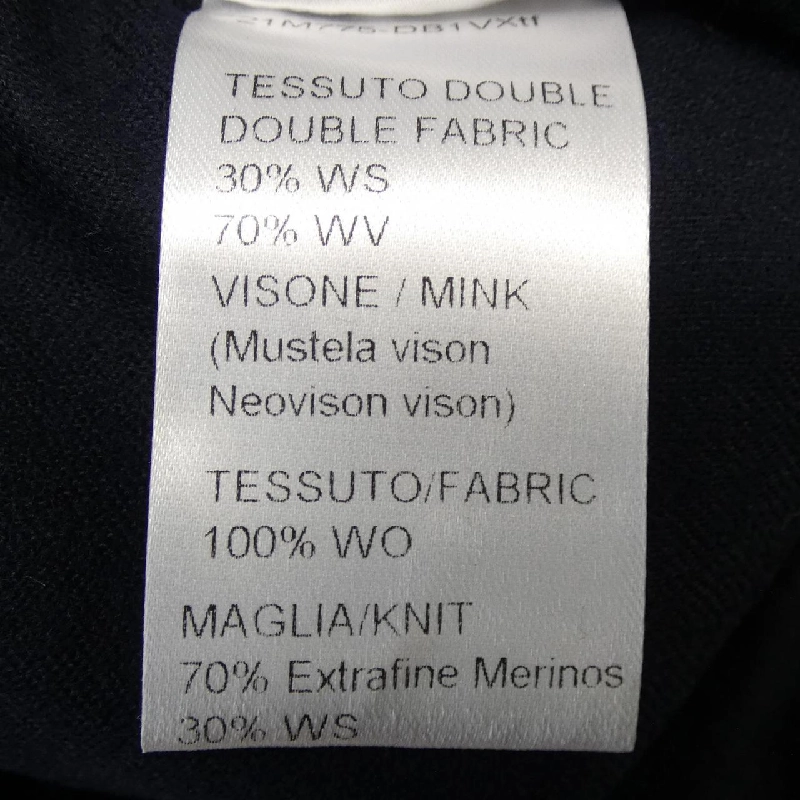 TESSUTO DOUBLE
DOUBLE FABRIC
30% WS
70% WV
VISONE / MINK
(Mustela vison
Neovison vison)
TESSUTO/FABRIC
100% WO
MAGLIA/KNIT
70% Extrafine Merinos
30% WS